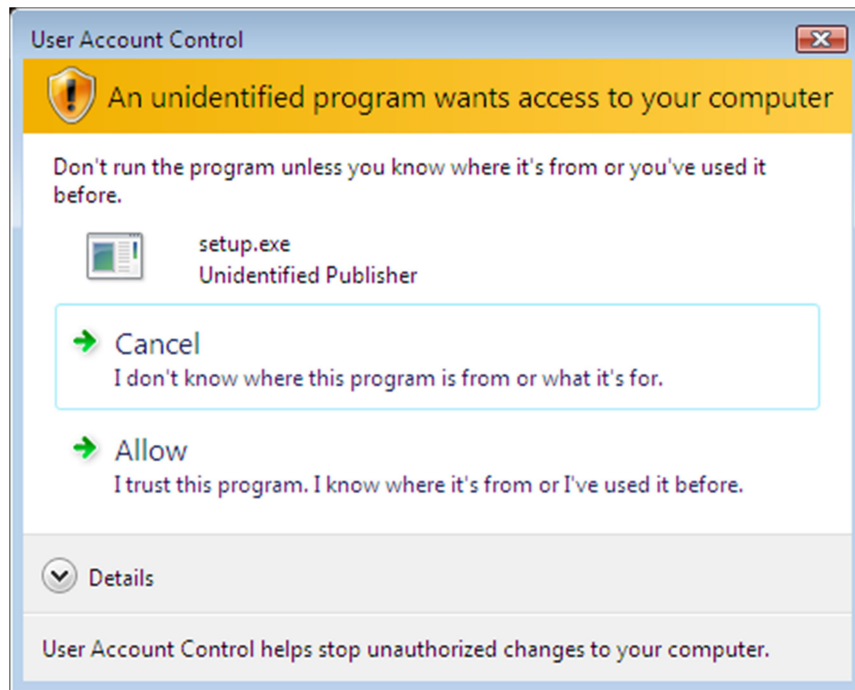 User Account Control
An unidentified program wants access to your computer
Don't run the program unless you know where it's from or you've used it
before.
setup.exe
Unidentified Publisher
Cancel
I don't know where this program is from or what it's for.
Allow
I trust this program. I know where it's from or I've used it before.
Details
User Account Control helps stop unauthorized changes to your computer.